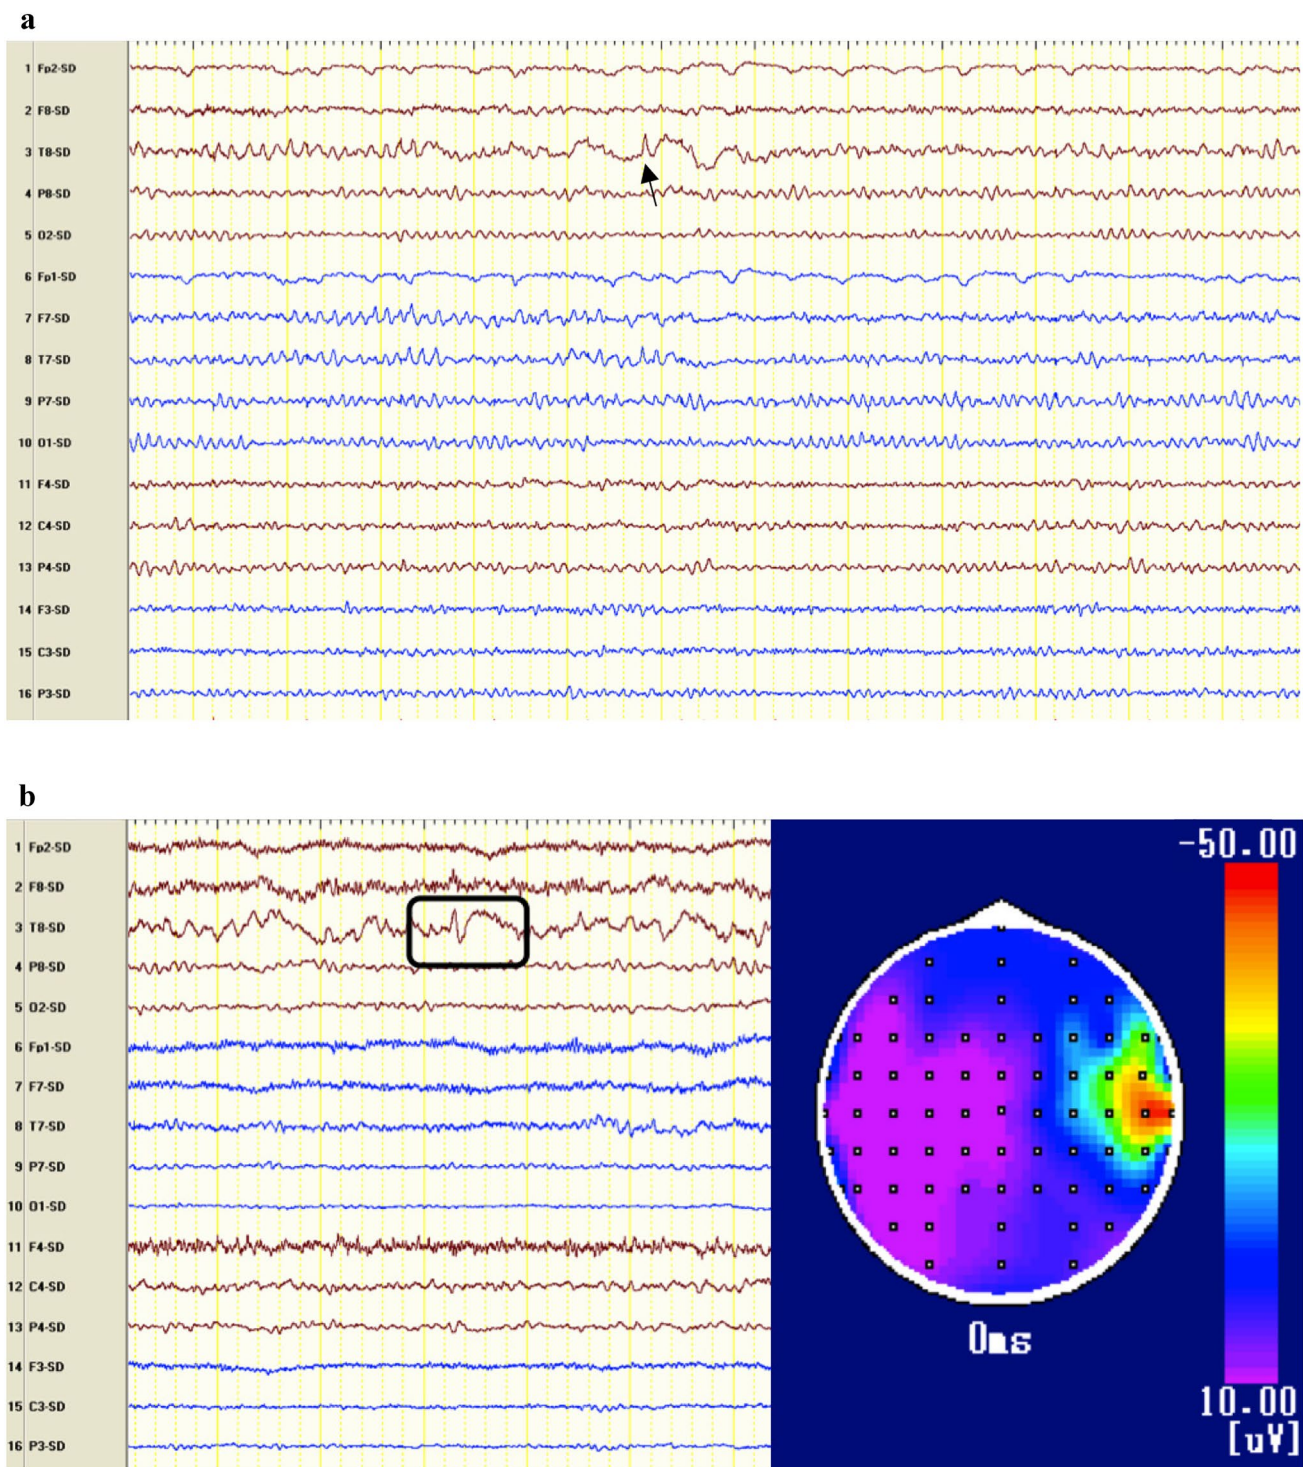 a
1 Fp2-SD
2 F8-SD
3 T8-SD
4 P8-SD
5 O2-SD
6 Fp1-SD
7 F7-SD
8 T7-SD
9 P7-SD
10 O1-SD
11 F4-SD
12 C4-SD
13 P4-SD
14 F3-SD
15 C3-SD
16 P3-SD
b
1 Fp2-SD
2 F8-SD
3 T8-SD
4 P8-SD
5 O2-SD
6 Fp1-SD
7 F7-SD
8 T7-SD
9 P7-SD
10 O1-SD
11 F4-SD
12 C4-SD
13 P4-SD
14 F3-SD
15 C3-SD
16 P3-SD
-50.00
0ms
10.00
[uV]